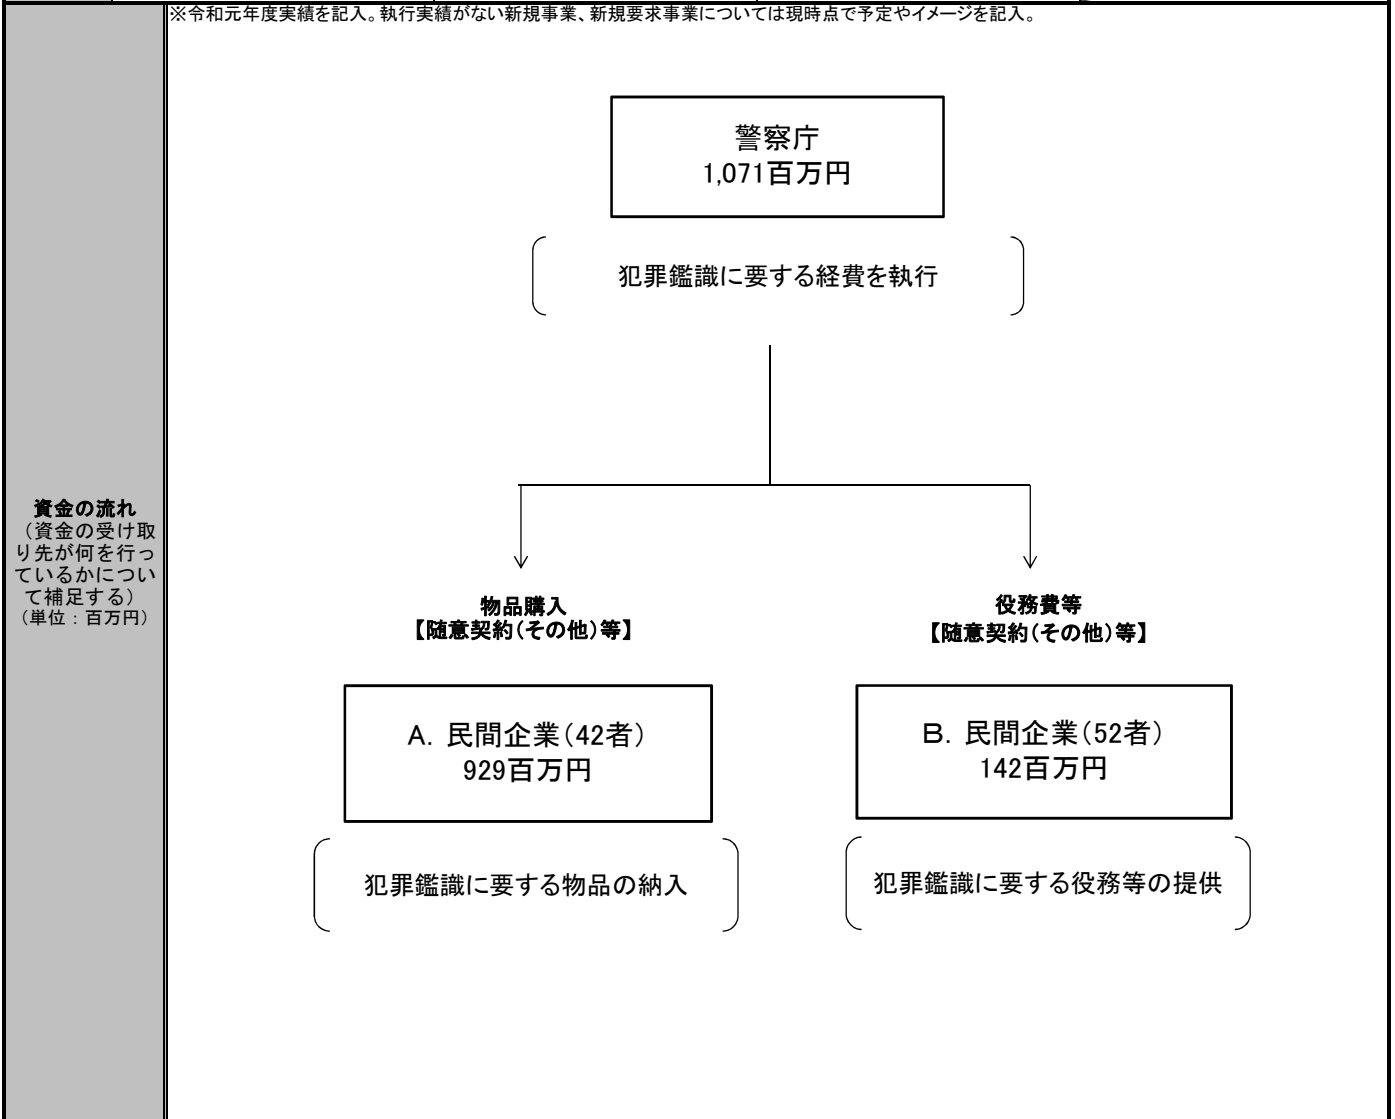 ※令和元年度実績を記入。執行実績がない新規事業、新規要求事業については現時点で予定やイメージを記入。
資金の流れ
（資金の受け取
り先が何を行っ
ているかについ
て補足する）
（単位：百万円）
警察庁
1,071百万円
犯罪鑑識に要する経費を執行
物品購入
【随意契約（その他）等】
役務費等
【随意契約（その他）等】
A. 民間企業（42者）
929百万円
Ｂ. 民間企業（52者）
142百万円
犯罪鑑識に要する物品の納入
犯罪鑑識に要する役務等の提供